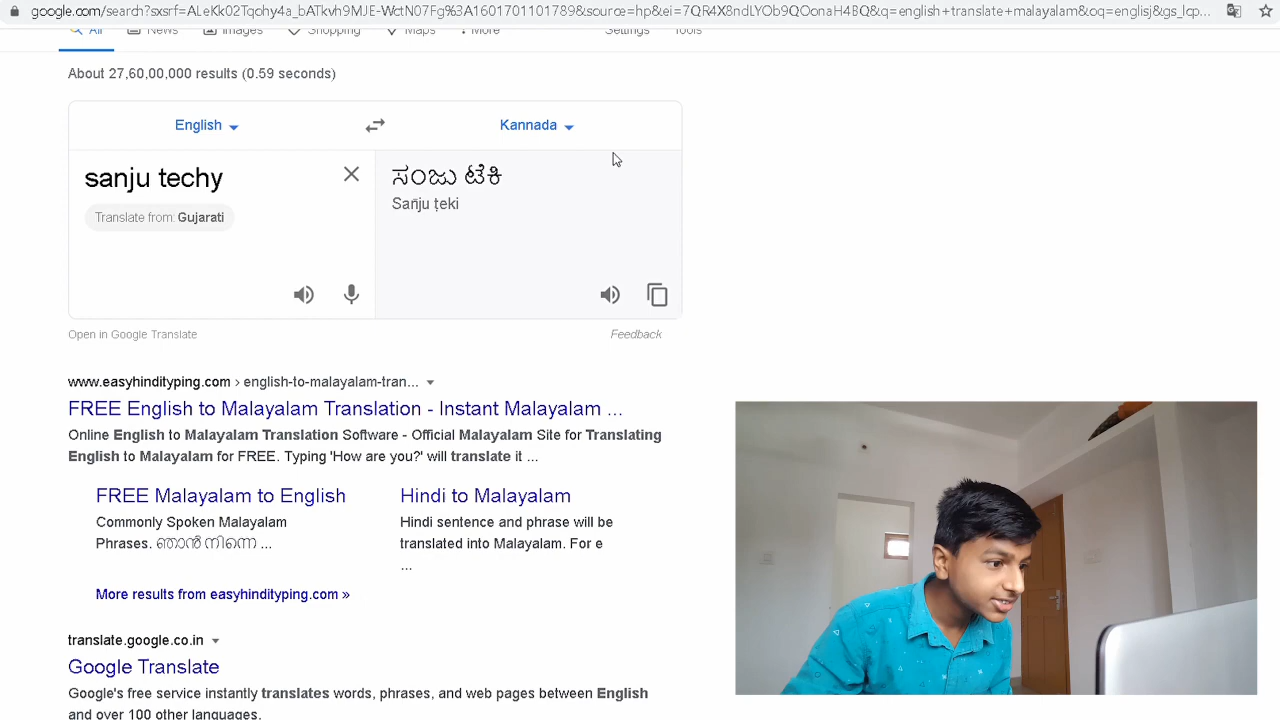 google.com/search?sxsrf=ALeKk02Tqohy4a_bATkvh9MJE-WctN07Fg%3A1601701101789&source=hp&ei=7QR4X8ndLYOb9QOonaH4BQ&q=english+translate+malayalam&oq=englisj&gs_lcp...
All News Images Shopping Maps More Settings Tools
About 27,60,00,000 results (0.59 seconds)
English Kannada
sanju techy
Translate from: Gujarati
ಸಂಜು ಟೆಕಿ
San̄ju ṭeki
Open in Google Translate Feedback
www.easyhindityping.com › english-to-malayalam-tran...
FREE English to Malayalam Translation - Instant Malayalam ...
Online English to Malayalam Translation Software - Official Malayalam Site for Translating
English to Malayalam for FREE. Typing 'How are you?' will translate it ...
FREE Malayalam to English
Commonly Spoken Malayalam
Phrases. ഞാൻ നിന്നെ ...
Hindi to Malayalam
Hindi sentence and phrase will be
translated into Malayalam. For e
...
More results from easyhindityping.com »
translate.google.co.in
Google Translate
Google's free service instantly translates words, phrases, and web pages between English
and over 100 other languages.